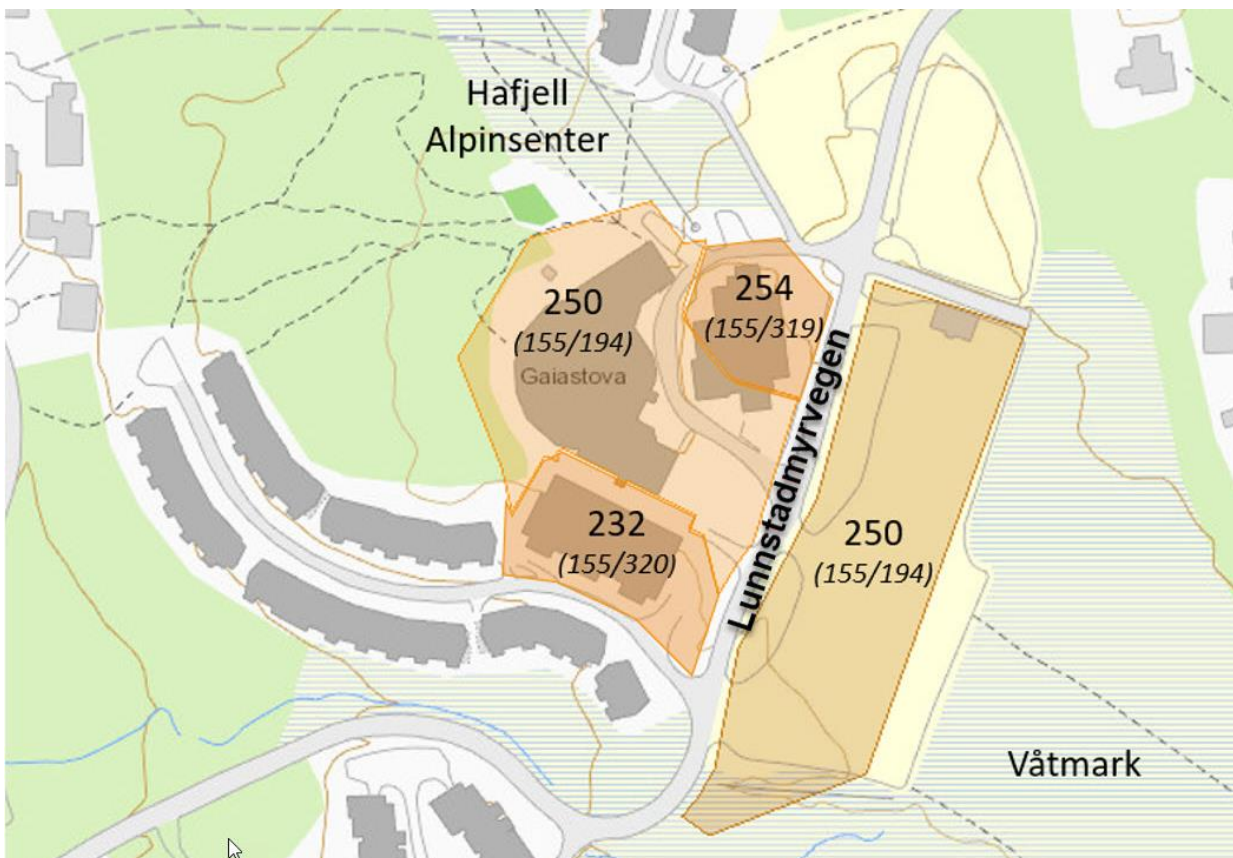 Hafjell
Alpinsenter
250
(155/194)
Gaiastova
254
(155/319)
232
(155/320)
Lunnstadmyrvegen
250
(155/194)
Våtmark